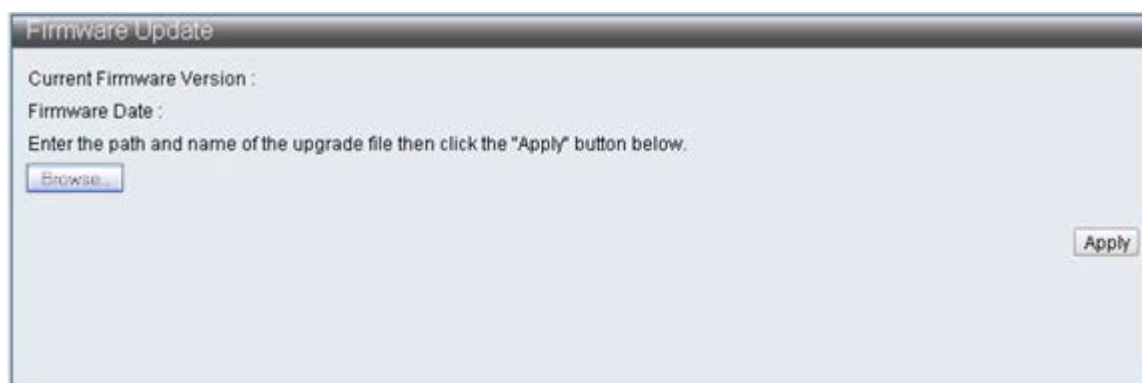 Firmware Update
Current Firmware Version :
Firmware Date :
Enter the path and name of the upgrade file then click the "Apply" button below.
Browse..
Apply